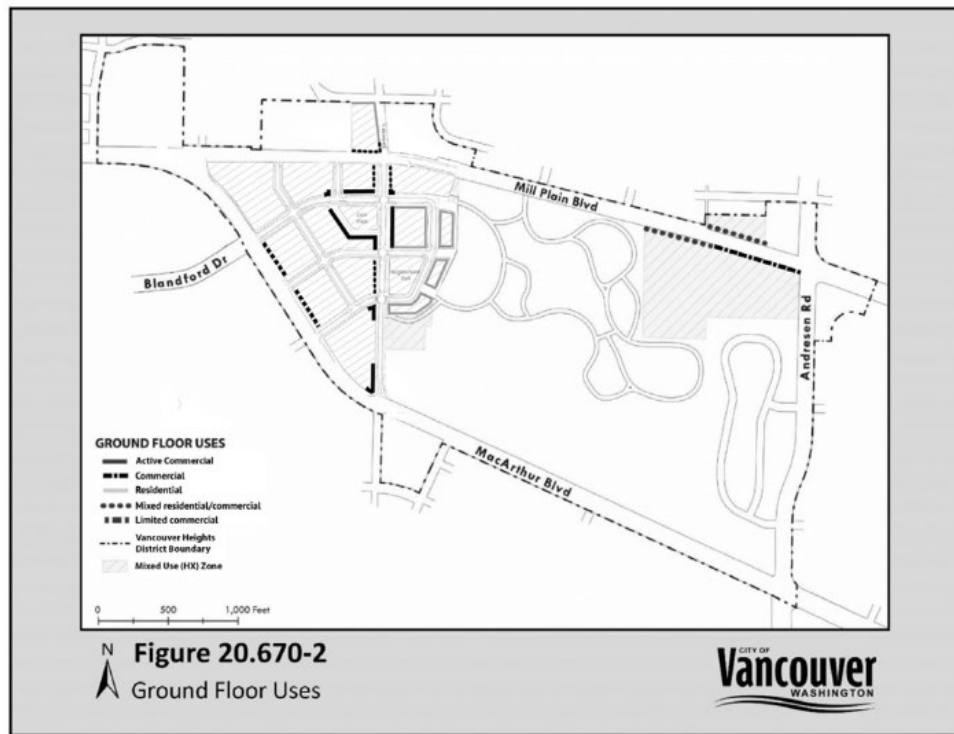 Mill Plain Blvd
Blandford Dr
Andresen Rd
MacArthur Blvd
Neighborhood
Park
GROUND FLOOR USES
Active Commercial
Commercial
Residential
Mixed residential/commercial
Limited commercial
Vancouver Heights
District Boundary
Mixed Use (HX) Zone
0 500 1,000 Feet
N
Figure 20.670-2
Ground Floor Uses
CITY OF
Vancouver
WASHINGTON